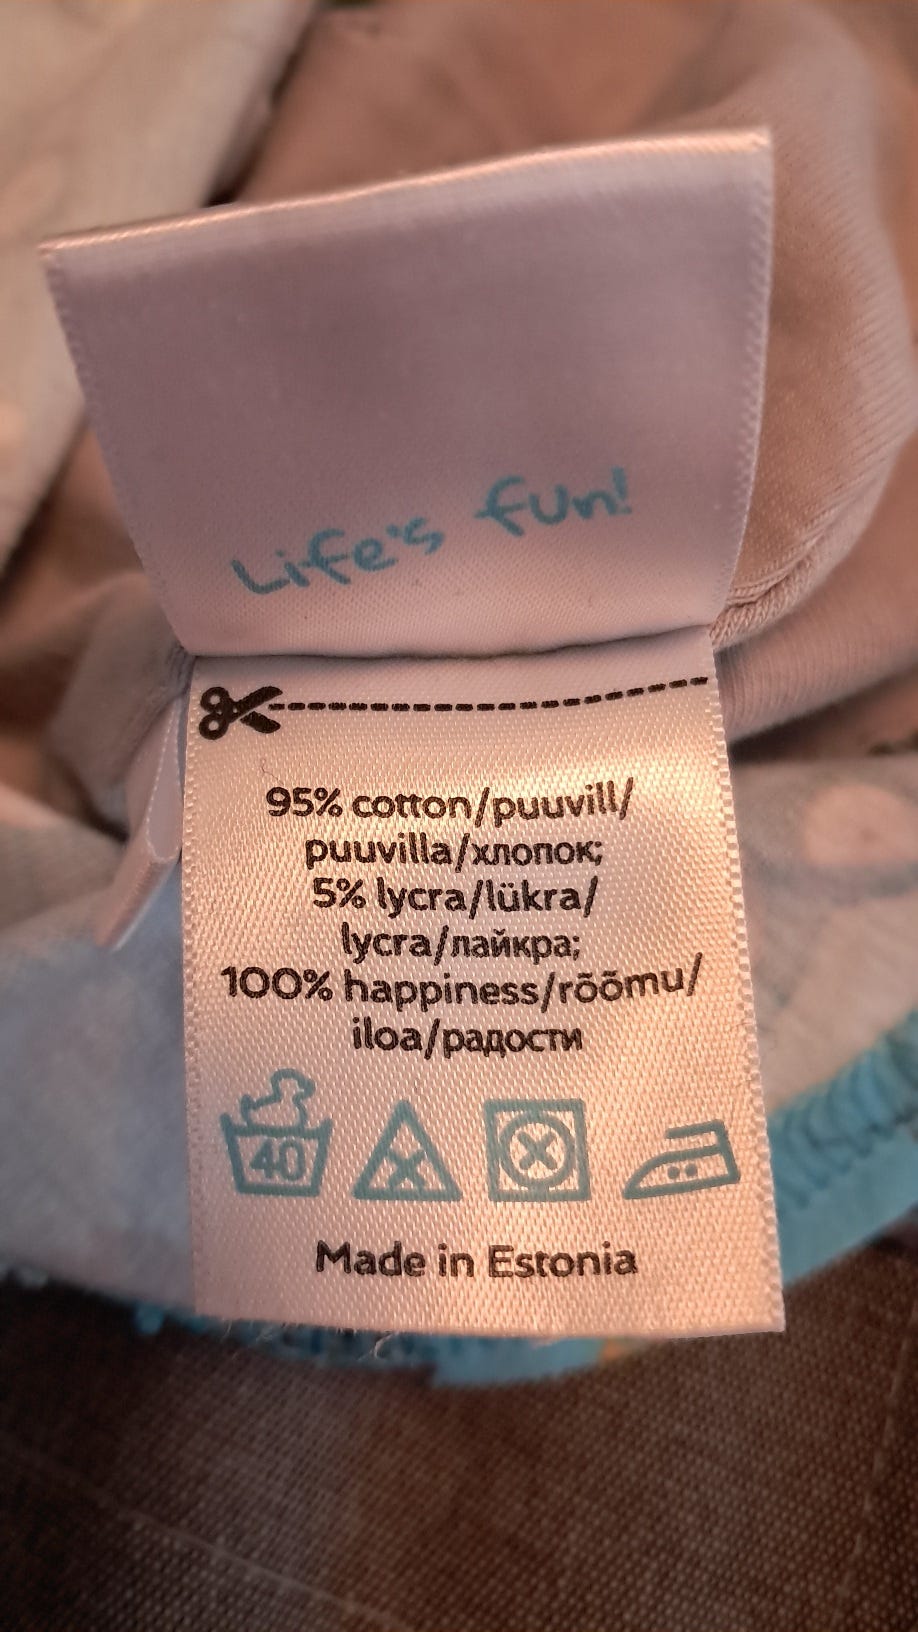 Life's fun!
95% cotton/puuvill/
puuvilla/хлопок;
5% lycra/lükra/
lycra/лайкра;
100% happiness/rõõmu/
iloa/радости
40
Made in Estonia